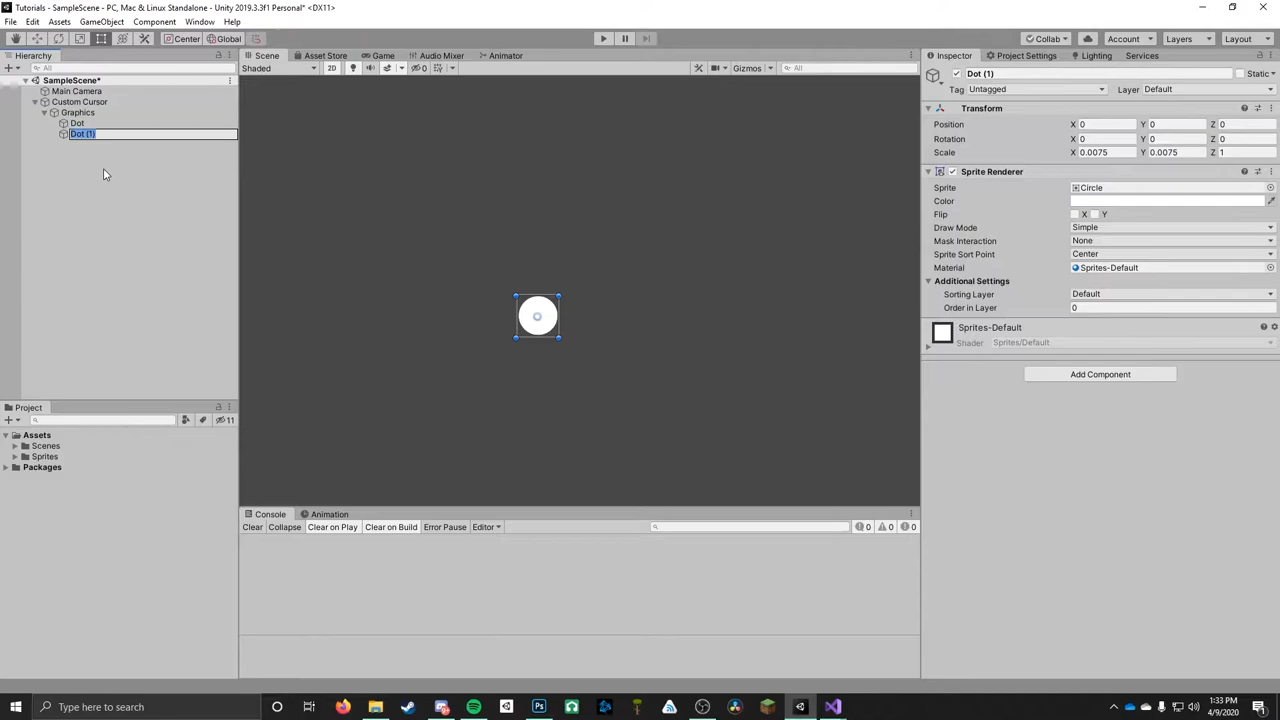 Tutorials - SampleScene - PC, Mac & Linux Standalone - Unity 2019.3.3f1 Personal* <DX11>
File Edit Assets GameObject Component Window Help
Center Global Collab Account Layers Layout
Hierarchy Scene Asset Store Game Audio Mixer Animator Inspector Project Settings Lighting Services
All Shaded 2D 0 Gizmos All
SampleScene*
Main Camera
Custom Cursor
Graphics
Dot
Dot (1)
Dot (1) Static
Tag Untagged Layer Default
Transform
Position X 0 Y 0 Z 0
Rotation X 0 Y 0 Z 0
Scale X 0.0075 Y 0.0075 Z 1
Sprite Renderer
Sprite Circle
Color
Flip X Y
Draw Mode Simple
Mask Interaction None
Sprite Sort Point Center
Material Sprites-Default
Additional Settings
Sorting Layer Default
Order in Layer 0
Sprites-Default
Shader Sprites/Default
Add Component
Project
11
Assets
Scenes
Sprites
Packages
Console Animation
Clear Collapse Clear on Play Clear on Build Error Pause Editor 0 0 0
Type here to search
Ps
1:33 PM
4/9/2020